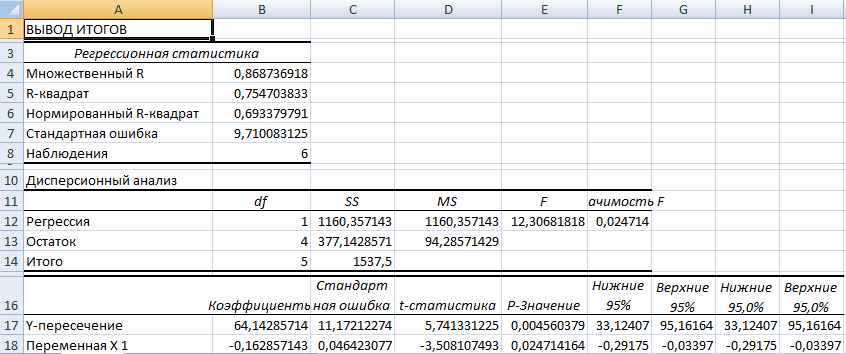 A B C D E F G H I
1 ВЫВОД ИТОГОВ
3 Регрессионная статистика
4 Множественный R 0,868736918
5 R-квадрат 0,754703833
6 Нормированный R-квадрат 0,693379791
7 Стандартная ошибка 9,710083125
8 Наблюдения 6
10 Дисперсионный анализ
11 df SS MS F ачимость F
12 Регрессия 1 1160,357143 1160,357143 12,30681818 0,024714
13 Остаток 4 377,1428571 94,28571429
14 Итого 5 1537,5
Стандарт Нижние Верхние Нижние Верхние
16 Коэффициенть ная ошибка t-статистика P-Значение 95% 95% 95,0% 95,0%
17 Y-пересечение 64,14285714 11,17212274 5,741331225 0,004560379 33,12407 95,16164 33,12407 95,16164
18 Переменная X 1 -0,162857143 0,046423077 -3,508107493 0,024714164 -0,29175 -0,03397 -0,29175 -0,03397